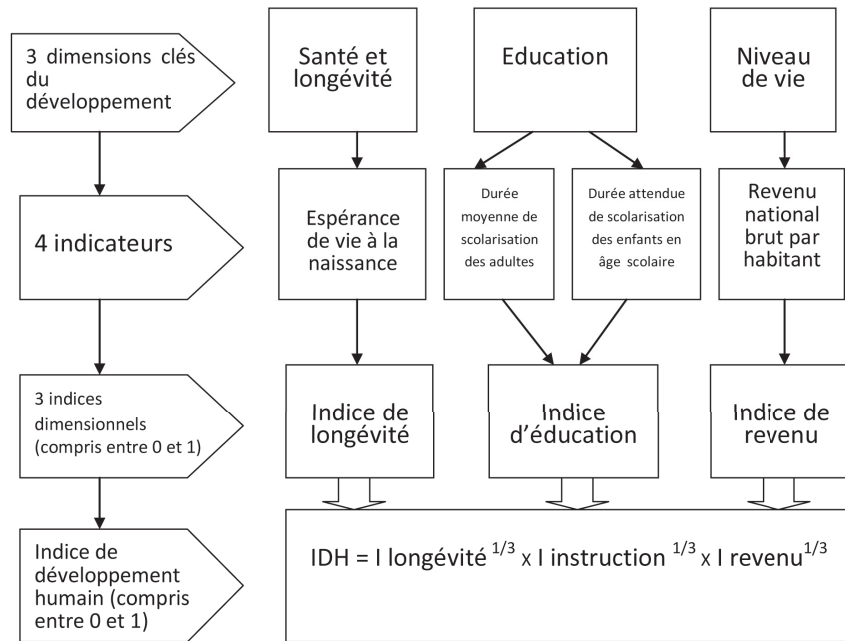 3 dimensions clés
du
développement
Santé et
longévité
Education
Niveau
de vie
4 indicateurs
Espérance
de vie à la
naissance
Durée
moyenne de
scolarisation
des adultes
Durée attendue
de scolarisation
des enfants en
âge scolaire
Revenu
national
brut par
habitant
3 indices
dimensionnels
(compris entre 0 et 1)
Indice de
longévité
Indice
d'éducation
Indice de
revenu
Indice de
développement
humain (compris
entre 0 et 1)
IDH = I longévité 1/3 x I instruction 1/3 x I revenu1/3